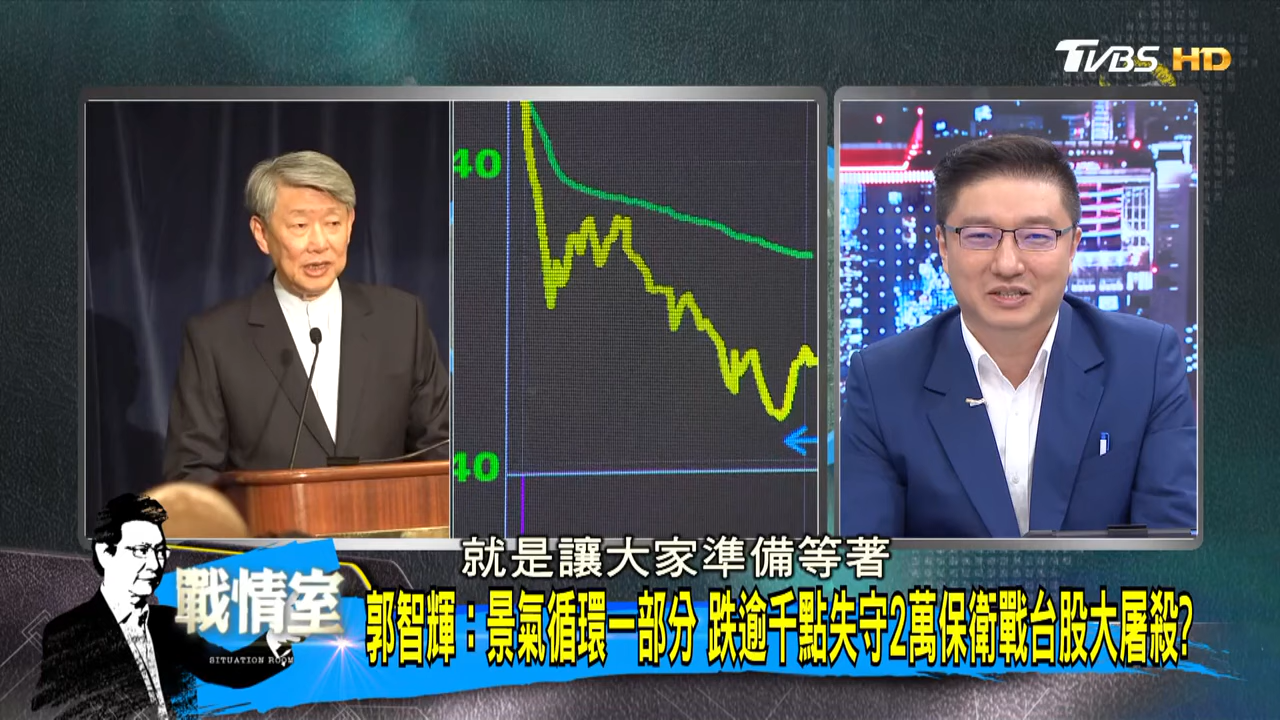 TVBS HD
40
40
就是讓大家準備等著
戰情室
SITUATION ROOM
郭智輝：景氣循環一部分 跌逾千點失守2萬保衛戰台股大屠殺?